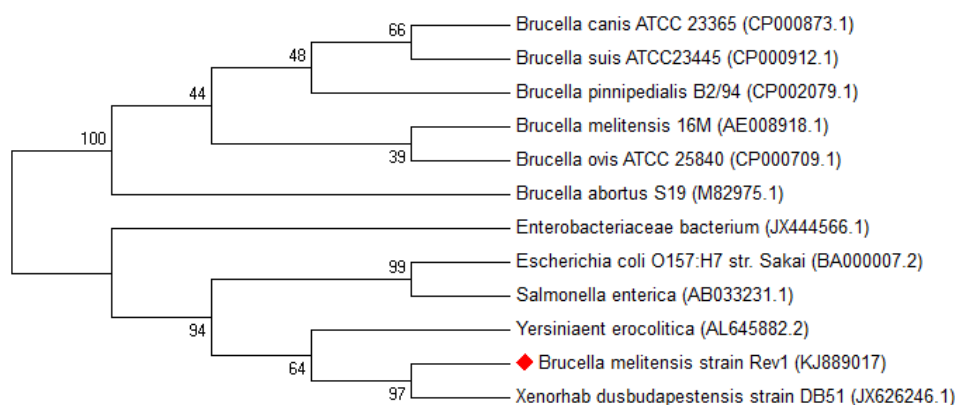 Brucella canis ATCC 23365 (CP000873.1)
66
Brucella suis ATCC23445 (CP000912.1)
48
Brucella pinnipedialis B2/94 (CP002079.1)
44
Brucella melitensis 16M (AE008918.1)
100
39
Brucella ovis ATCC 25840 (CP000709.1)
Brucella abortus S19 (M82975.1)
Enterobacteriaceae bacterium (JX444566.1)
99
Escherichia coli O157:H7 str. Sakai (BA000007.2)
Salmonella enterica (AB033231.1)
94
Yersiniaent erocolitica (AL645882.2)
64
Brucella melitensis strain Rev1 (KJ889017)
97
Xenorhab dusbudapestensis strain DB51 (JX626246.1)